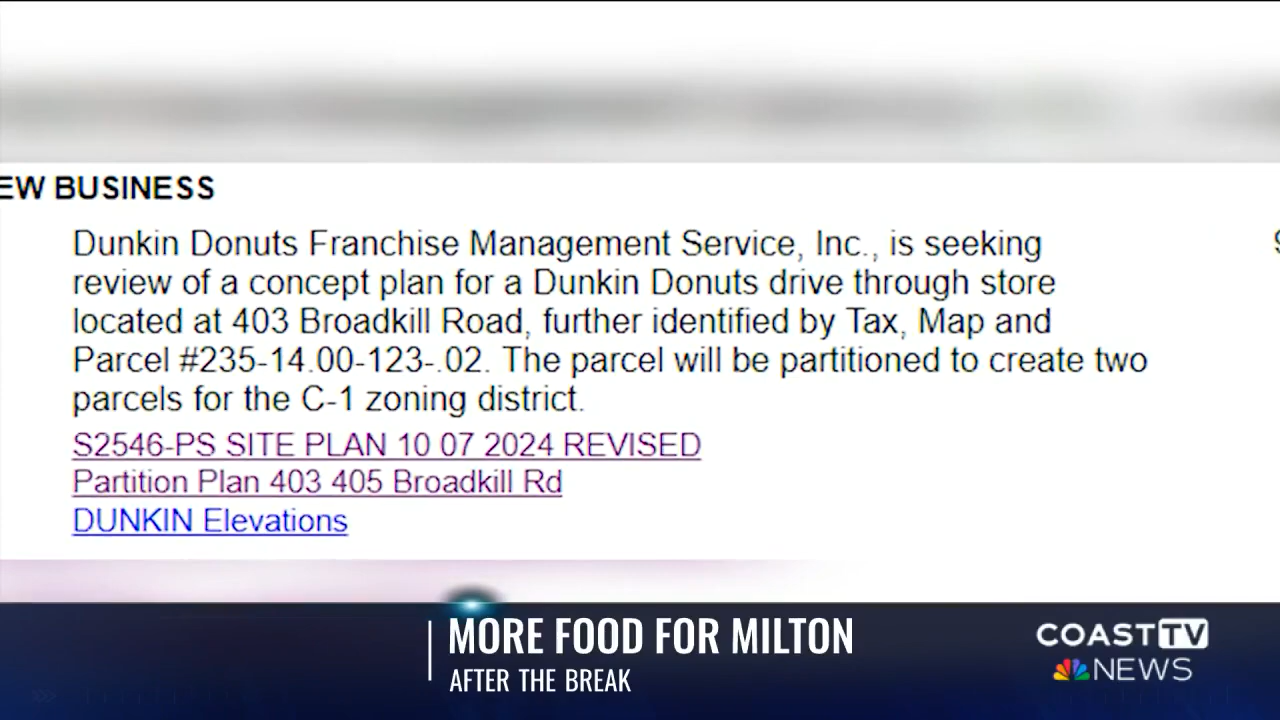 EW BUSINESS
Dunkin Donuts Franchise Management Service, Inc., is seeking
review of a concept plan for a Dunkin Donuts drive through store
located at 403 Broadkill Road, further identified by Tax, Map and
Parcel #235-14.00-123-.02. The parcel will be partitioned to create two
parcels for the C-1 zoning district.
S2546-PS SITE PLAN 10 07 2024 REVISED
Partition Plan 403 405 Broadkill Rd
DUNKIN Elevations
MORE FOOD FOR MILTON
AFTER THE BREAK
COAST TV
NEWS